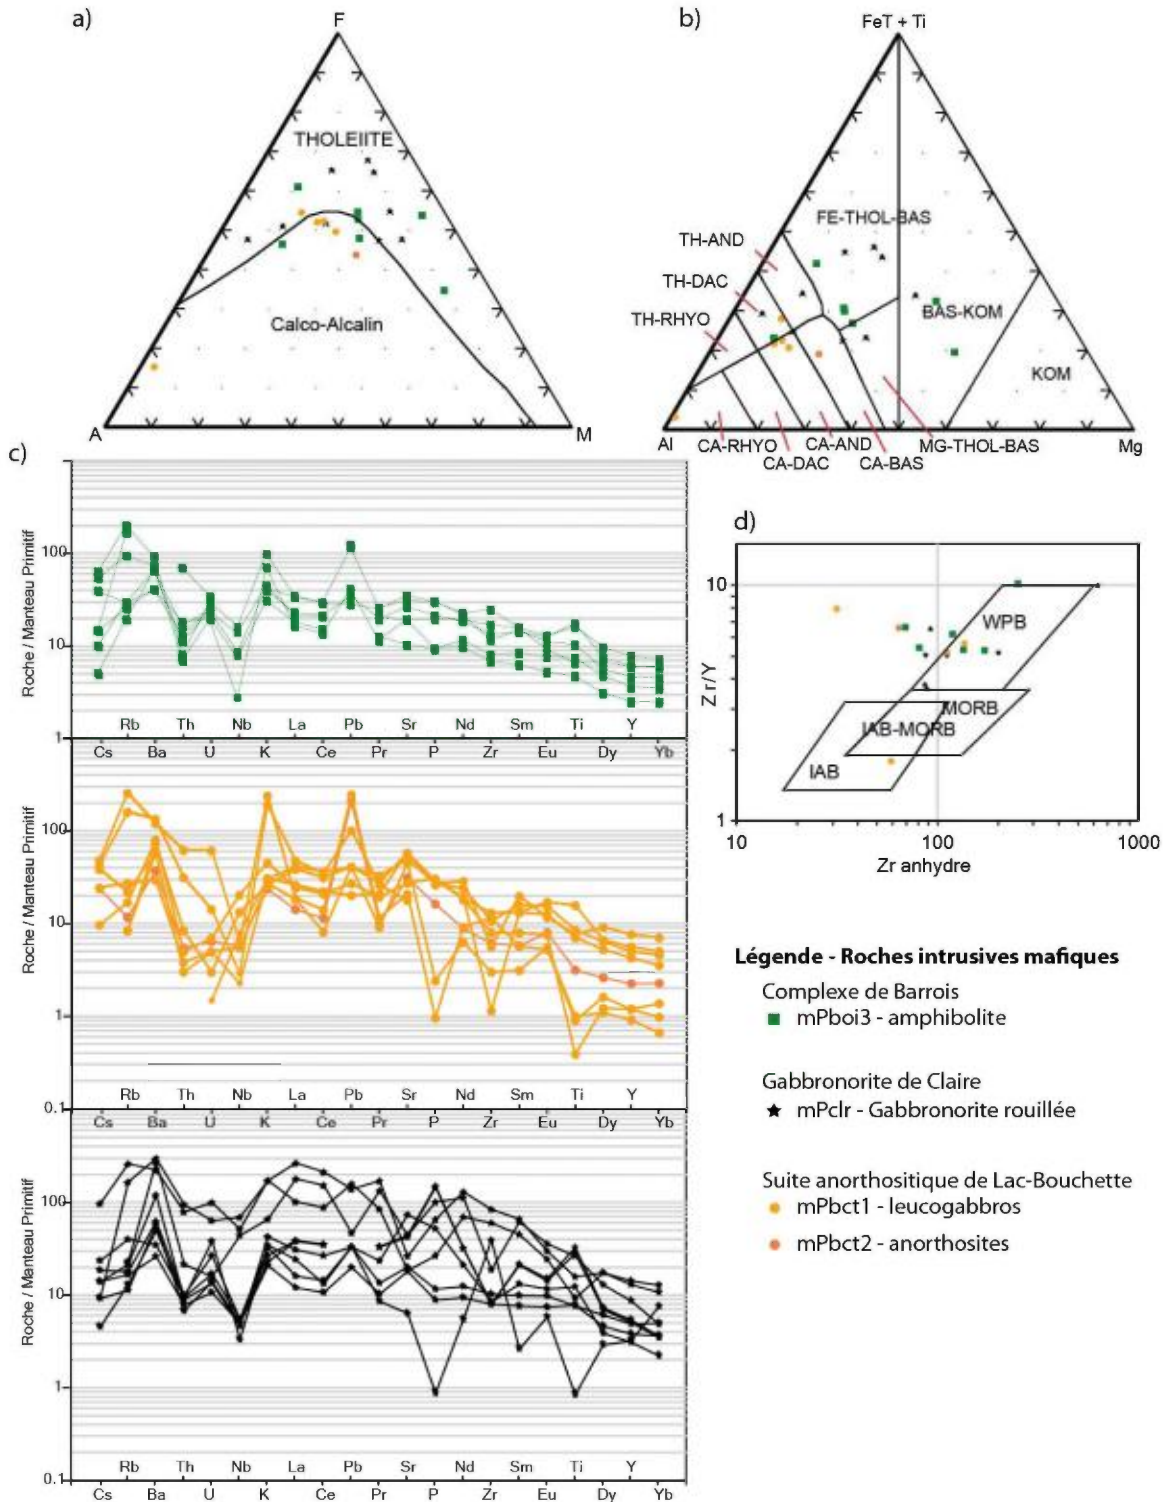 a)
F
THOLEIITE
Calco-Alcalin
A
M
b)
FeT + Ti
FE-THOL-BAS
TH-AND
TH-DAC
TH-RHYO
BAS-KOM
KOM
Al
CA-RHYO
CA-DAC
CA-AND
CA-BAS
MG-THOL-BAS
Mg
c)
Roche / Manteau Primitif
100
10
1
Rb Th Nb La Pb Sr Nd Sm Ti Y
Cs Ba U K Ce Pr P Zr Eu Dy Yb
Roche / Manteau Primitif
100
10
1
0.1
Rb Th Nb La Pb Sr Nd Sm Ti Y
Cs Ba U K Ce Pr P Zr Eu Dy Yb
Roche / Manteau Primitif
100
10
1
0.1
Rb Th Nb La Pb Sr Nd Sm Ti Y
Cs Ba U K Ce Pr P Zr Eu Dy Yb
d)
Zr/Y
10
1
WPB
MORB
IAB-MORB
IAB
10 100 1000
Zr anhydre
Légende - Roches intrusives mafiques
Complexe de Barrois
mPboi3 - amphibolite
Gabbronorite de Claire
mPclr - Gabbronorite rouillée
Suite anorthositique de Lac-Bouchette
mPbct1 - leucogabbros
mPbct2 - anorthosites